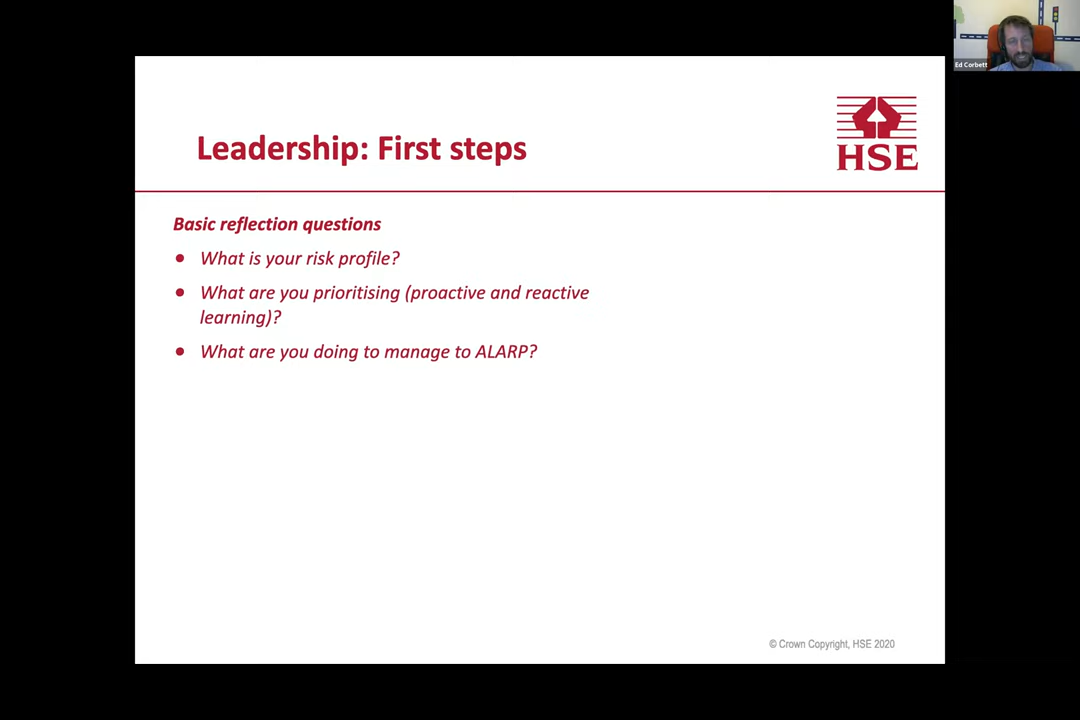 Ed Corbett
Leadership: First steps
HSE
Basic reflection questions
• What is your risk profile?
• What are you prioritising (proactive and reactive
learning)?
• What are you doing to manage to ALARP?
© Crown Copyright, HSE 2020